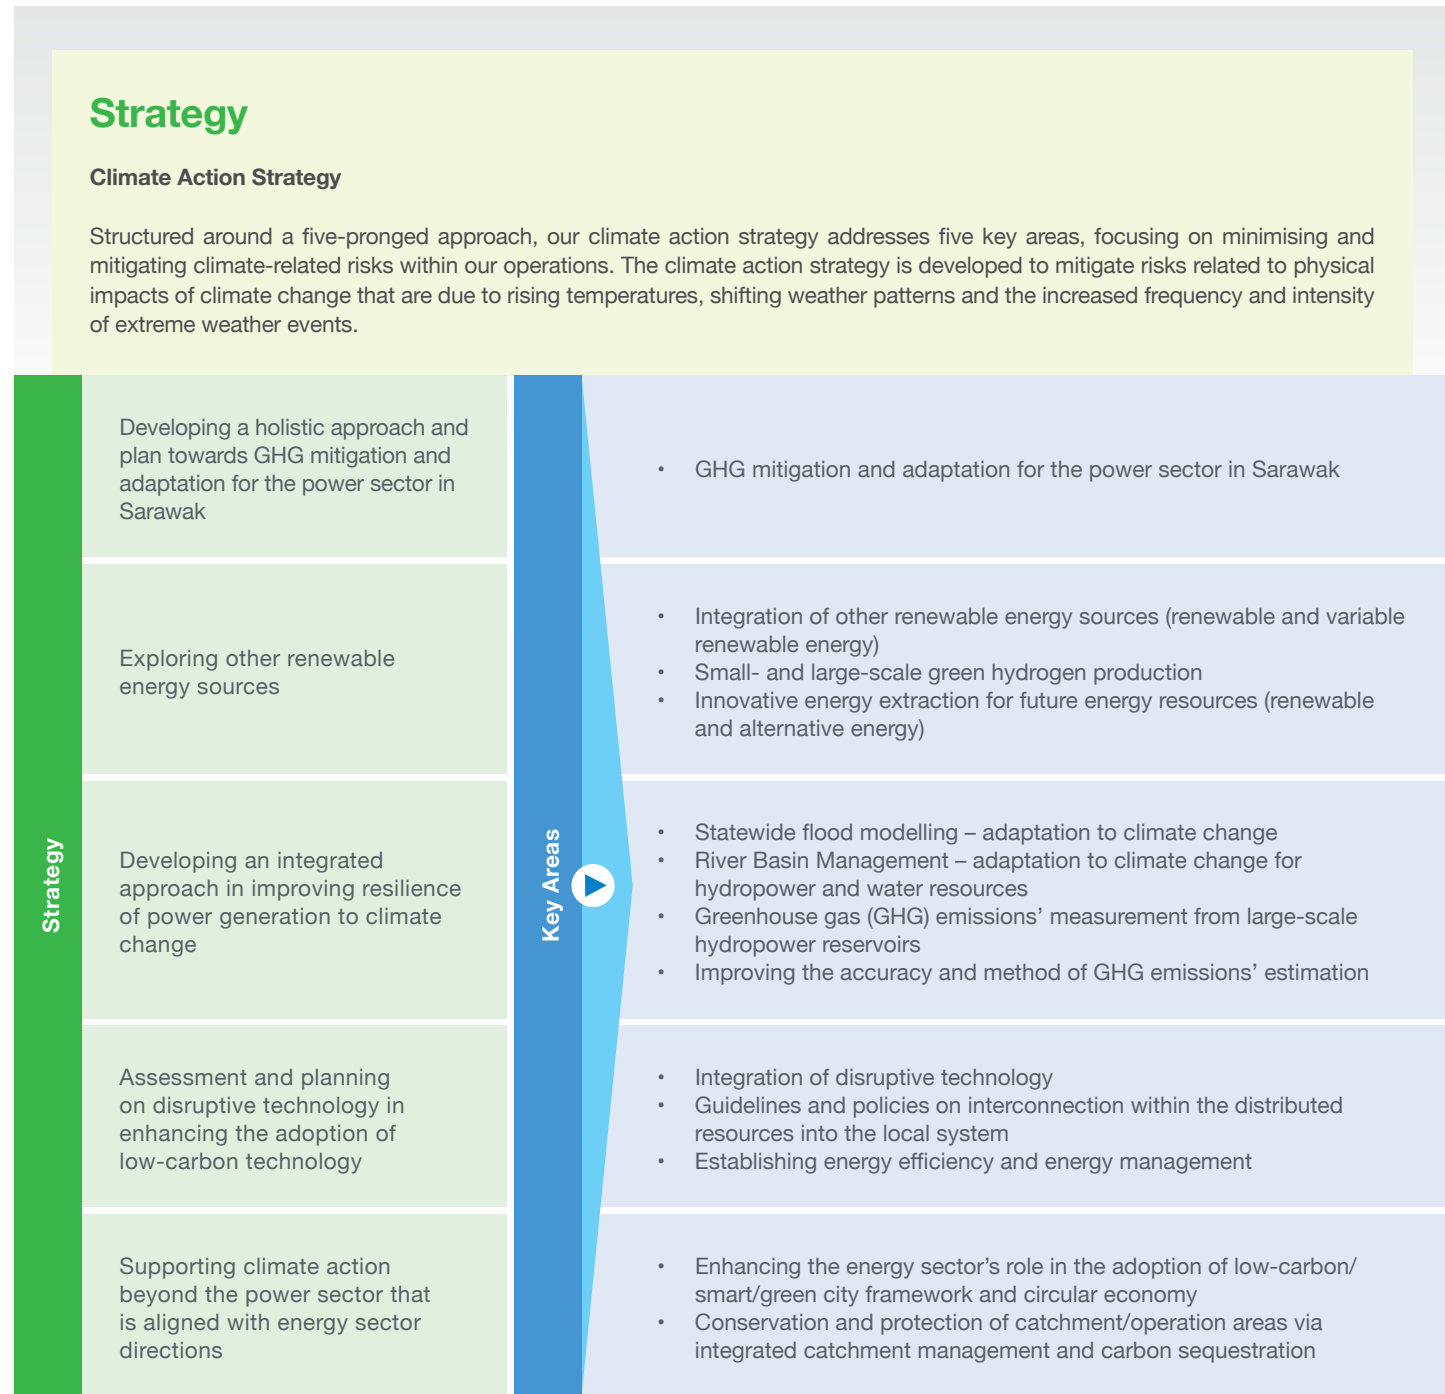 Strategy
Climate Action Strategy
Structured around a five-pronged approach, our climate action strategy addresses five key areas, focusing on minimising and
mitigating climate-related risks within our operations. The climate action strategy is developed to mitigate risks related to physical
impacts of climate change that are due to rising temperatures, shifting weather patterns and the increased frequency and intensity
of extreme weather events.
Strategy
Developing a holistic approach and
plan towards GHG mitigation and
adaptation for the power sector in
Sarawak
Key Areas
• GHG mitigation and adaptation for the power sector in Sarawak
Exploring other renewable
energy sources
• Integration of other renewable energy sources (renewable and variable
renewable energy)
• Small- and large-scale green hydrogen production
• Innovative energy extraction for future energy resources (renewable
and alternative energy)
Developing an integrated
approach in improving resilience
of power generation to climate
change
• Statewide flood modelling – adaptation to climate change
• River Basin Management – adaptation to climate change for
hydropower and water resources
• Greenhouse gas (GHG) emissions’ measurement from large-scale
hydropower reservoirs
• Improving the accuracy and method of GHG emissions’ estimation
Assessment and planning
on disruptive technology in
enhancing the adoption of
low-carbon technology
• Integration of disruptive technology
• Guidelines and policies on interconnection within the distributed
resources into the local system
• Establishing energy efficiency and energy management
Supporting climate action
beyond the power sector that
is aligned with energy sector
directions
• Enhancing the energy sector’s role in the adoption of low-carbon/
smart/green city framework and circular economy
• Conservation and protection of catchment/operation areas via
integrated catchment management and carbon sequestration